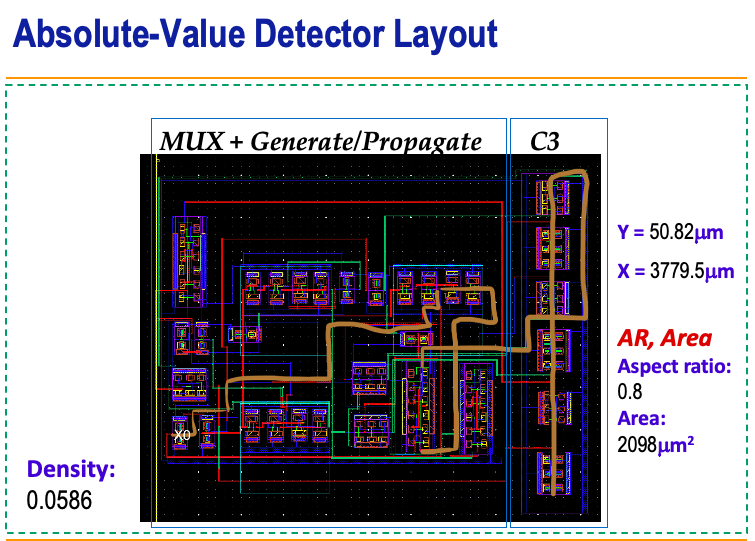 Absolute-Value Detector Layout
MUX + Generate/Propagate
C3
Y = 50.82µm
X = 3779.5µm
AR, Area
Aspect ratio:
0.8
Area:
2098µm²
X0
Density:
0.0586